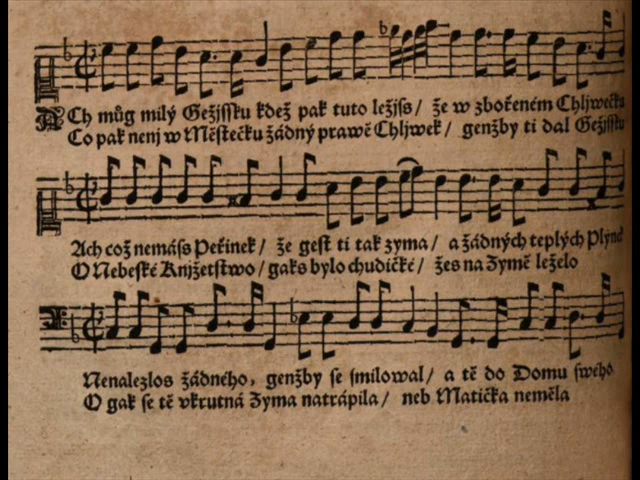 ACh můg milý Gežjssku kdež pak tuto ležjſs / že w zbořeném Chljwečku
Co pak nenj w Měſtečku žádný prawě Chljwek / genžby ti dal Gežjssku
Ach což nemáſs Peřinek / že geſt ti tak zyma / a žádných teplých
O Nebeſké Knjžetſtwo / gaks bylo chudičké / žes na Zymě leželo
Nenalezlos žádného, genžby ſe ſmilowal / a tě do Domu ſwého
O gak ſe tě vkrutná Zyma natrápila / neb Matička neměla